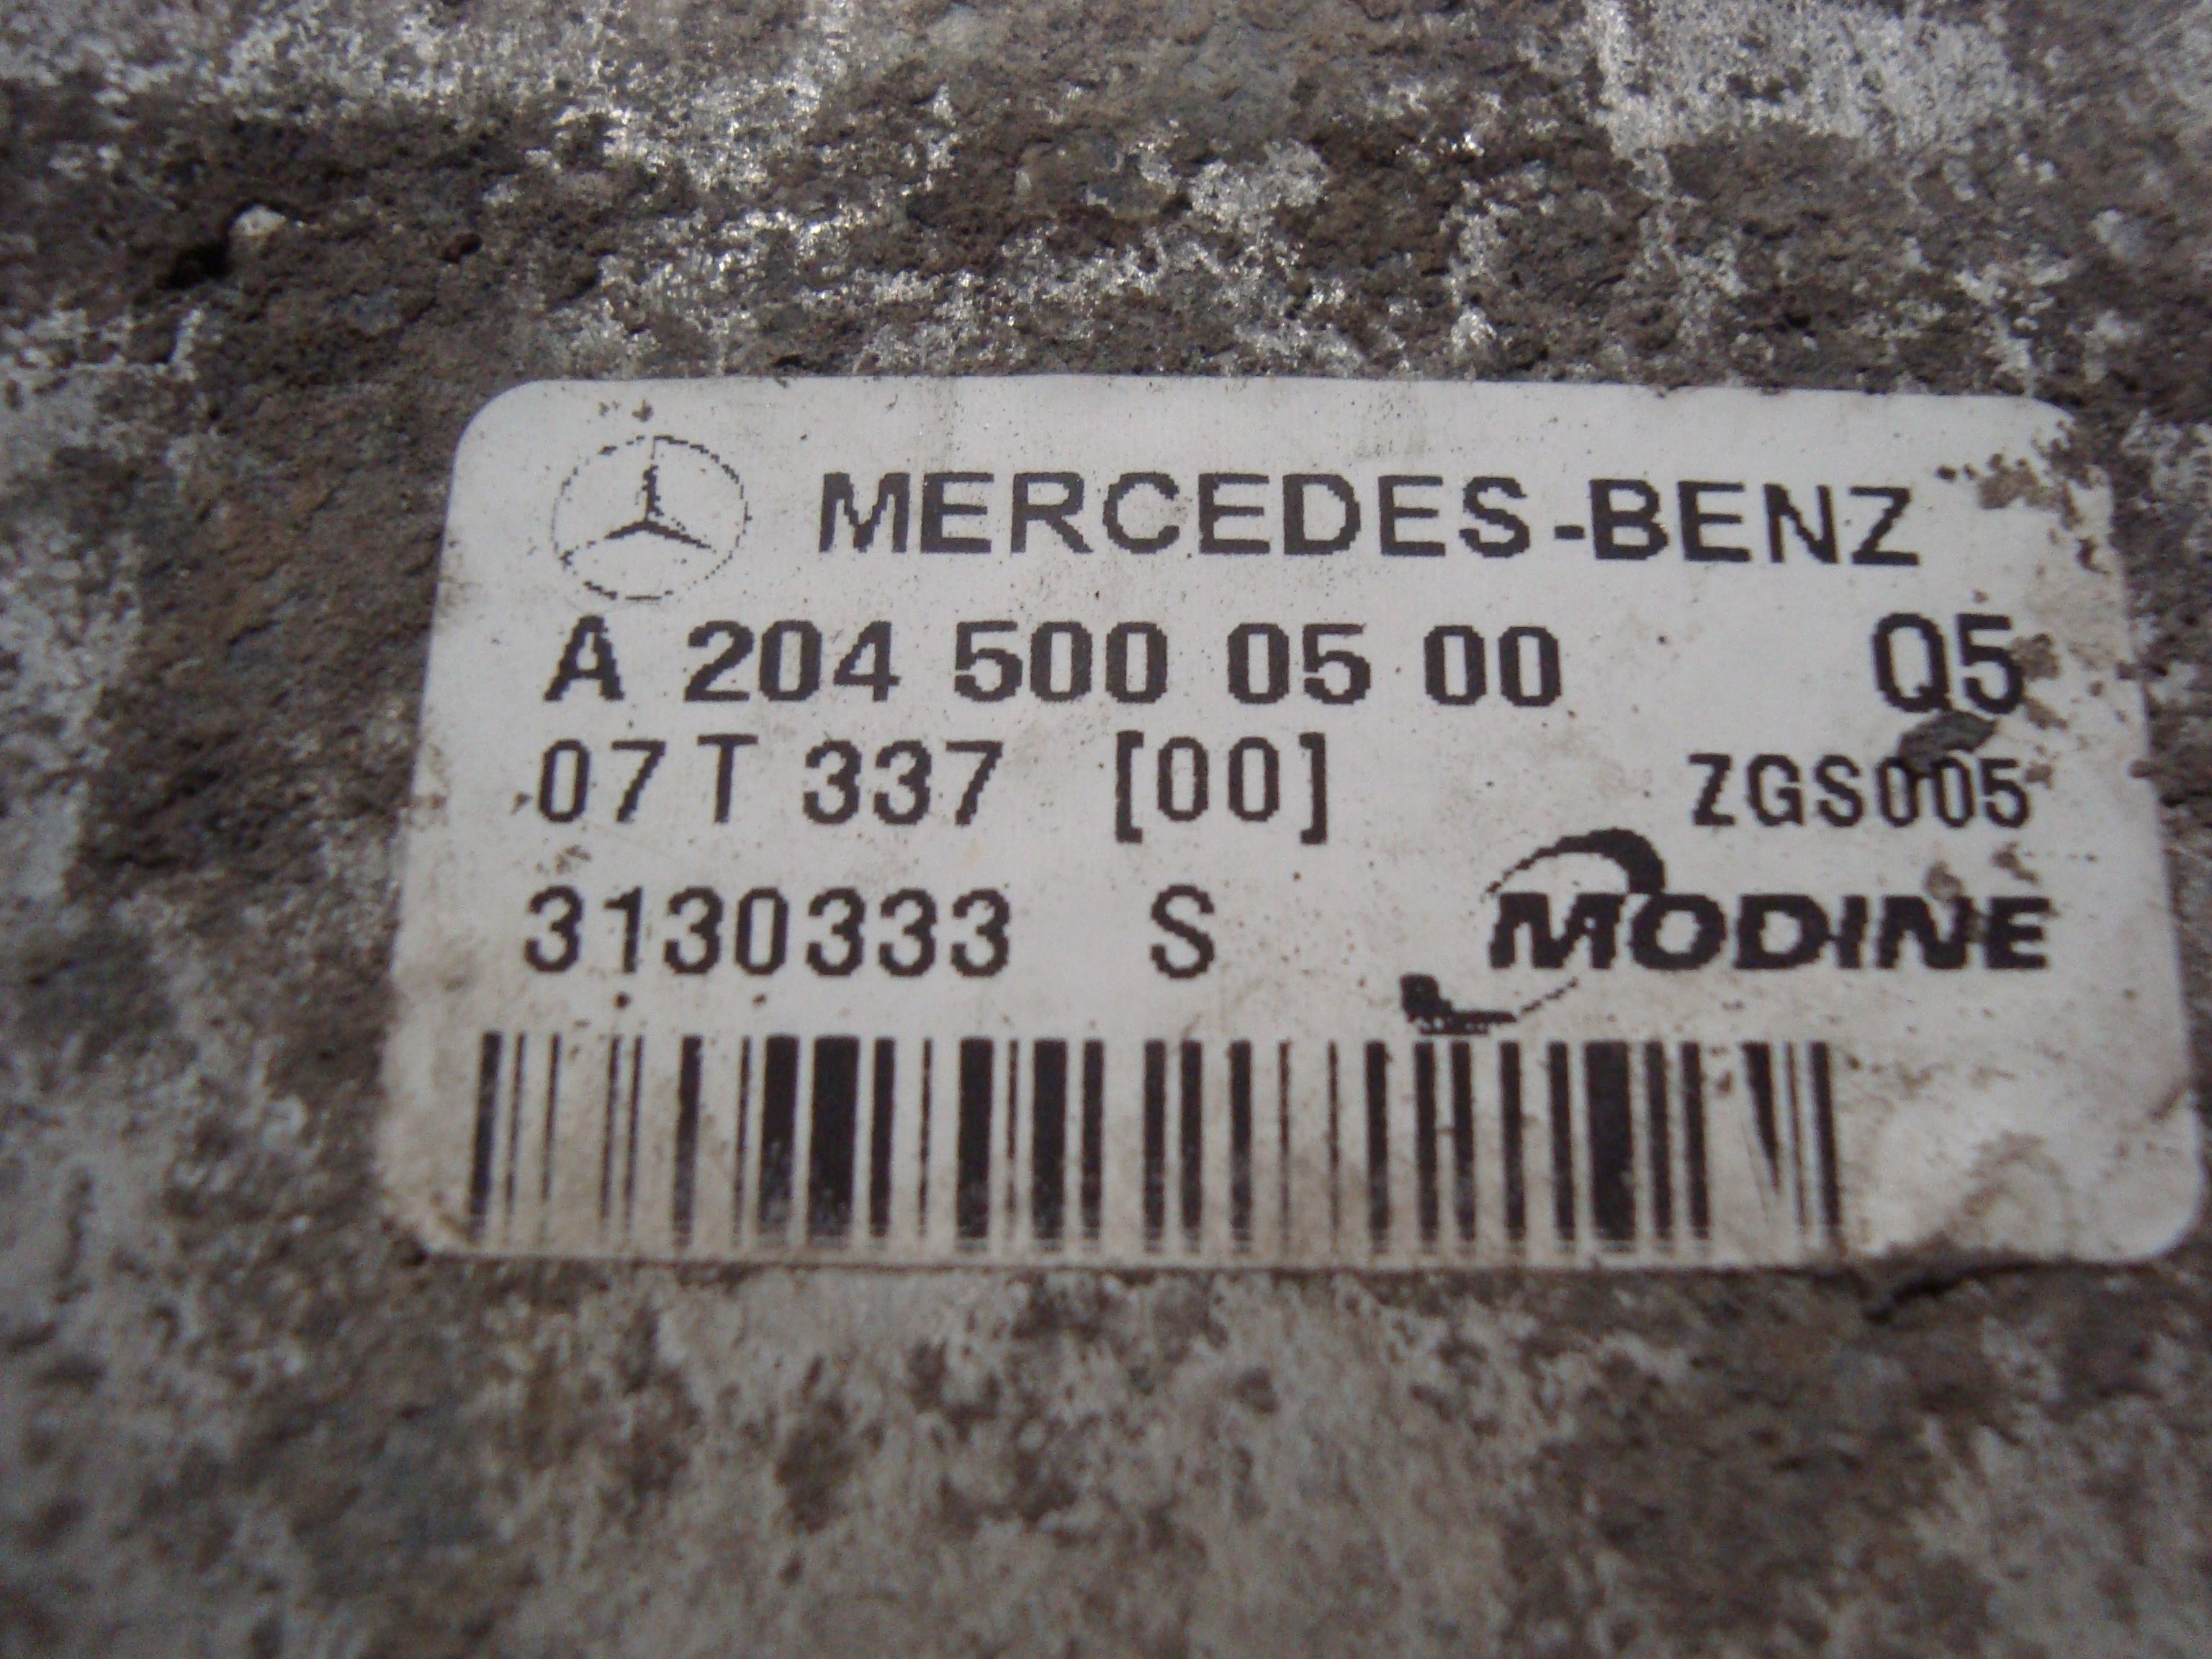 MERCEDES-BENZ
A 204 500 05 00 Q5
07 T 337 [00] ZGS005
3130333 S MODINE